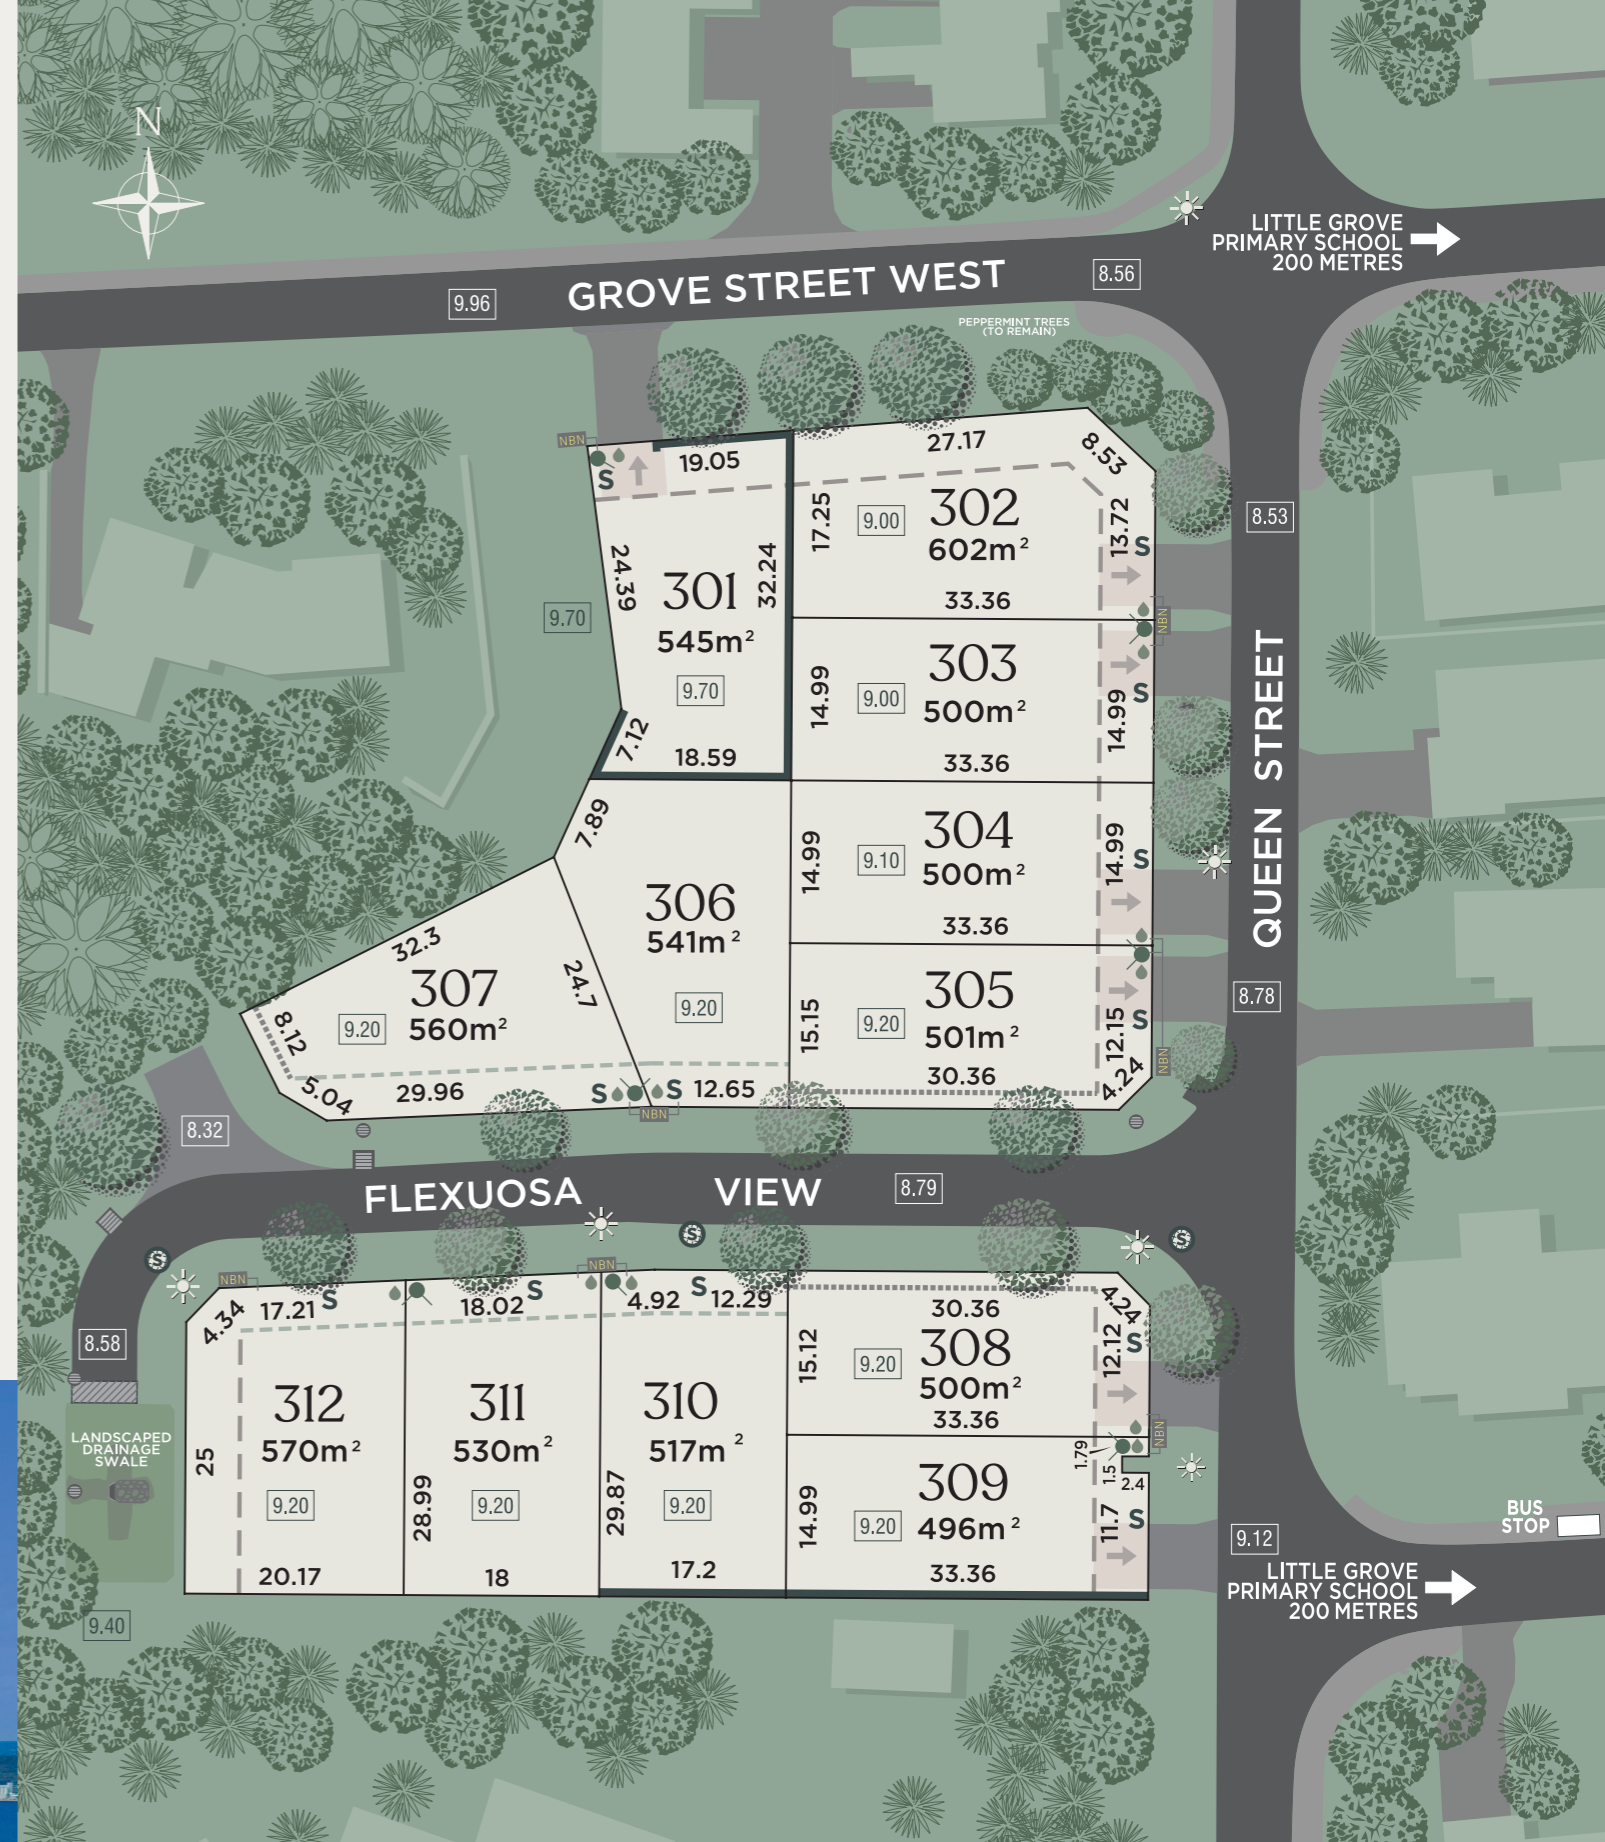 N
LITTLE GROVE
PRIMARY SCHOOL
200 METRES
GROVE STREET WEST
9.96
8.56
PEPPERMINT TREES
(TO REMAIN)
NBN
S
19.05
24.39
32.24
301
545m²
9.70
9.70
7.12
18.59
27.17
8.53
17.25
9.00
302
602m²
13.72
S
33.36
NBN
8.53
14.99
9.00
303
500m²
14.99
S
33.36
QUEEN STREET
14.99
9.10
304
500m²
14.99
S
33.36
15.15
9.20
305
501m²
12.15
S
30.36
4.24
NBN
8.78
7.89
306
541m²
9.20
24.7
S
12.65
32.3
307
560m²
9.20
8.12
5.04
29.96
S
NBN
8.32
FLEXUOSA VIEW
8.79
S
S
S
8.58
NBN
4.34
17.21
S
312
570m²
9.20
25
20.17
18.02
S
311
530m²
9.20
28.99
18
NBN
4.92
S
12.29
310
517m²
9.20
29.87
17.2
30.36
4.24
15.12
9.20
308
500m²
12.12
S
33.36
NBN
1.79
1.5
2.4
14.99
9.20
309
496m²
11.7
S
33.36
LANDSCAPED
DRAINAGE
SWALE
9.40
BUS
STOP
9.12
LITTLE GROVE
PRIMARY SCHOOL
200 METRES